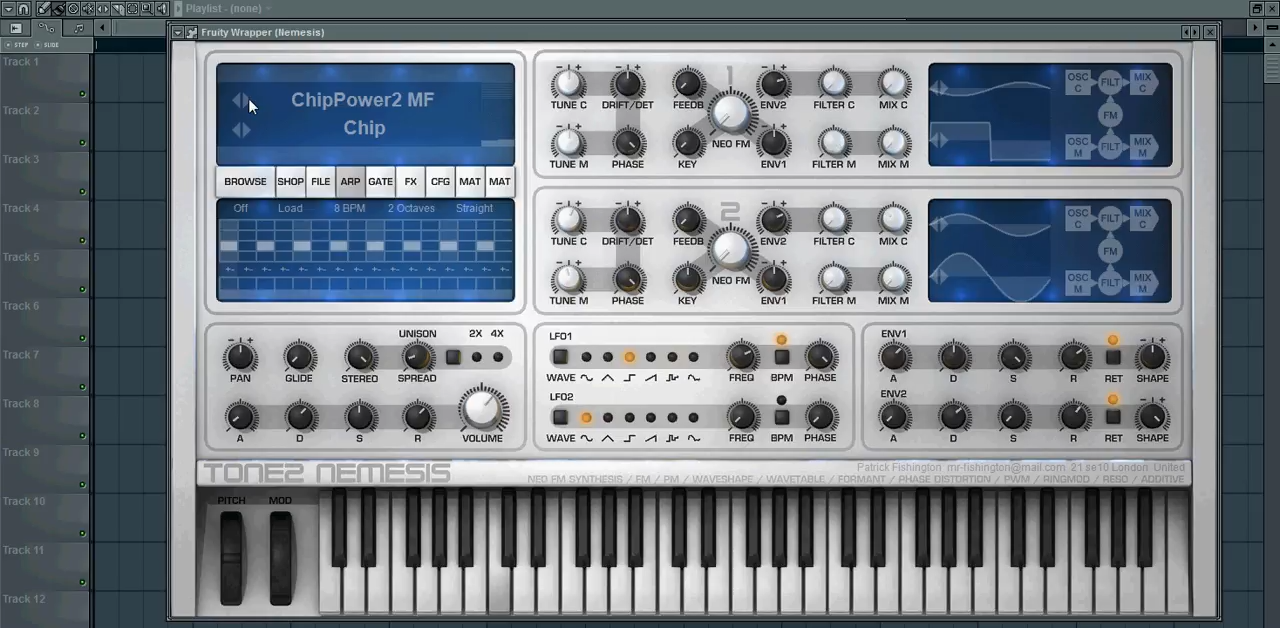 Playlist - (none)
STEP SLIDE
Fruity Wrapper (Nemesis)
Track 1
Track 2
Track 3
Track 4
Track 5
Track 6
Track 7
Track 8
Track 9
Track 10
Track 11
Track 12
ChipPower2 MF
Chip
BROWSE SHOP FILE ARP GATE FX CFG MAT MAT
Off Load 8 BPM 2 Octaves Straight
1
TUNE C DRIFT/DET FEEDB ENV2 FILTER C MIX C
NEO FM
TUNE M PHASE KEY ENV1 FILTER M MIX M
OSC C FILT MIX C
FM
OSC M FILT MIX M
2
TUNE C DRIFT/DET FEEDB ENV2 FILTER C MIX C
NEO FM
TUNE M PHASE KEY ENV1 FILTER M MIX M
OSC C FILT MIX C
FM
OSC M FILT MIX M
UNISON 2X 4X
PAN GLIDE STEREO SPREAD
A D S R VOLUME
LFO1
WAVE FREQ BPM PHASE
LFO2
WAVE FREQ BPM PHASE
ENV1
A D S R RET SHAPE
ENV2
A D S R RET SHAPE
TONE2 NEMESIS
Patrick Fishington mr-fishington@mail.com 21 se10 London United
NEO FM SYNTHESIS / FM / PM / WAVESHAPE / WAVETABLE / FORMANT / PHASE DISTORTION / PWM / RINGMOD / RESO / ADDITIVE
PITCH MOD